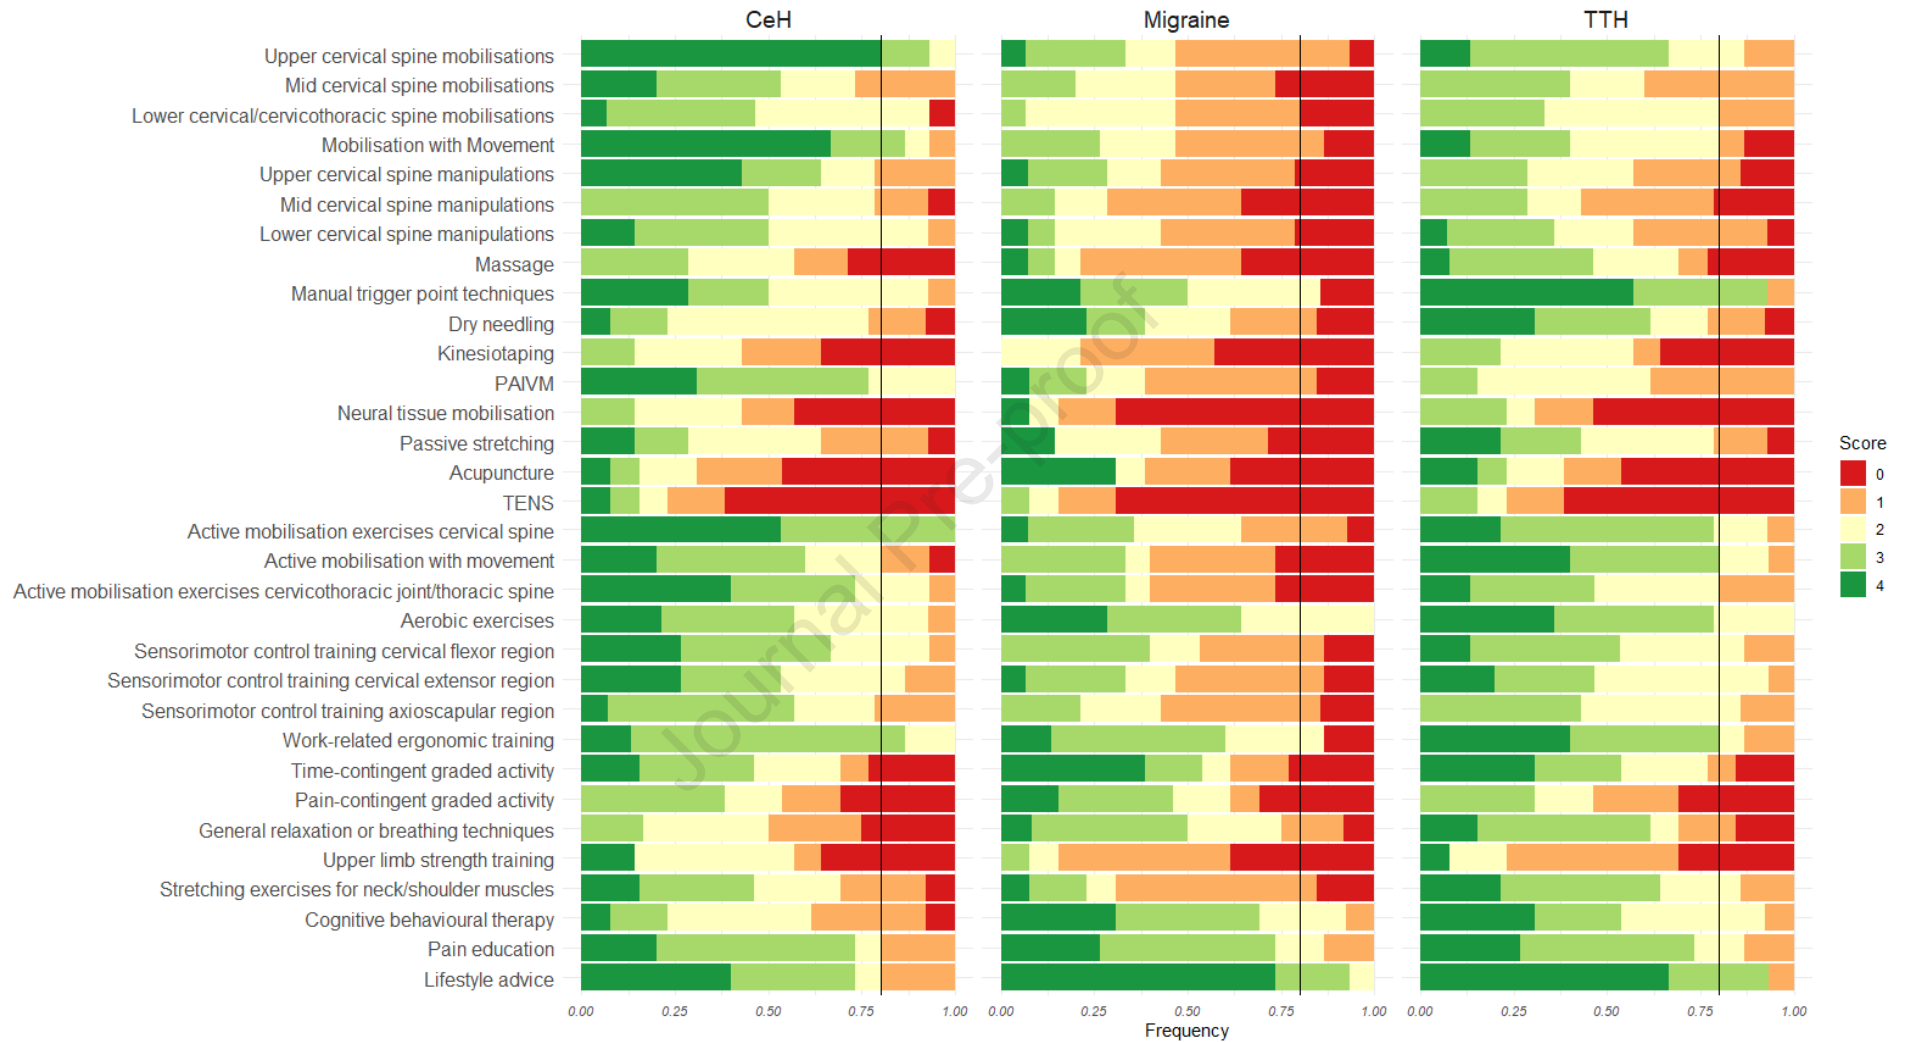 CeH Migraine TTH
Upper cervical spine mobilisations
Mid cervical spine mobilisations
Lower cervical/cervicothoracic spine mobilisations
Mobilisation with Movement
Upper cervical spine manipulations
Mid cervical spine manipulations
Lower cervical spine manipulations
Massage
Manual trigger point techniques
Dry needling
Kinesiotaping
PAIVM
Neural tissue mobilisation
Passive stretching
Acupuncture
TENS
Active mobilisation exercises cervical spine
Active mobilisation with movement
Active mobilisation exercises cervicothoracic joint/thoracic spine
Aerobic exercises
Sensorimotor control training cervical flexor region
Sensorimotor control training cervical extensor region
Sensorimotor control training axioscapular region
Work-related ergonomic training
Time-contingent graded activity
Pain-contingent graded activity
General relaxation or breathing techniques
Upper limb strength training
Stretching exercises for neck/shoulder muscles
Cognitive behavioural therapy
Pain education
Lifestyle advice
0.00 0.25 0.50 0.75 1.00 0.00 0.25 0.50 0.75 1.00 0.00 0.25 0.50 0.75 1.00
Frequency
Score
0
1
2
3
4
Journal Pre-proof